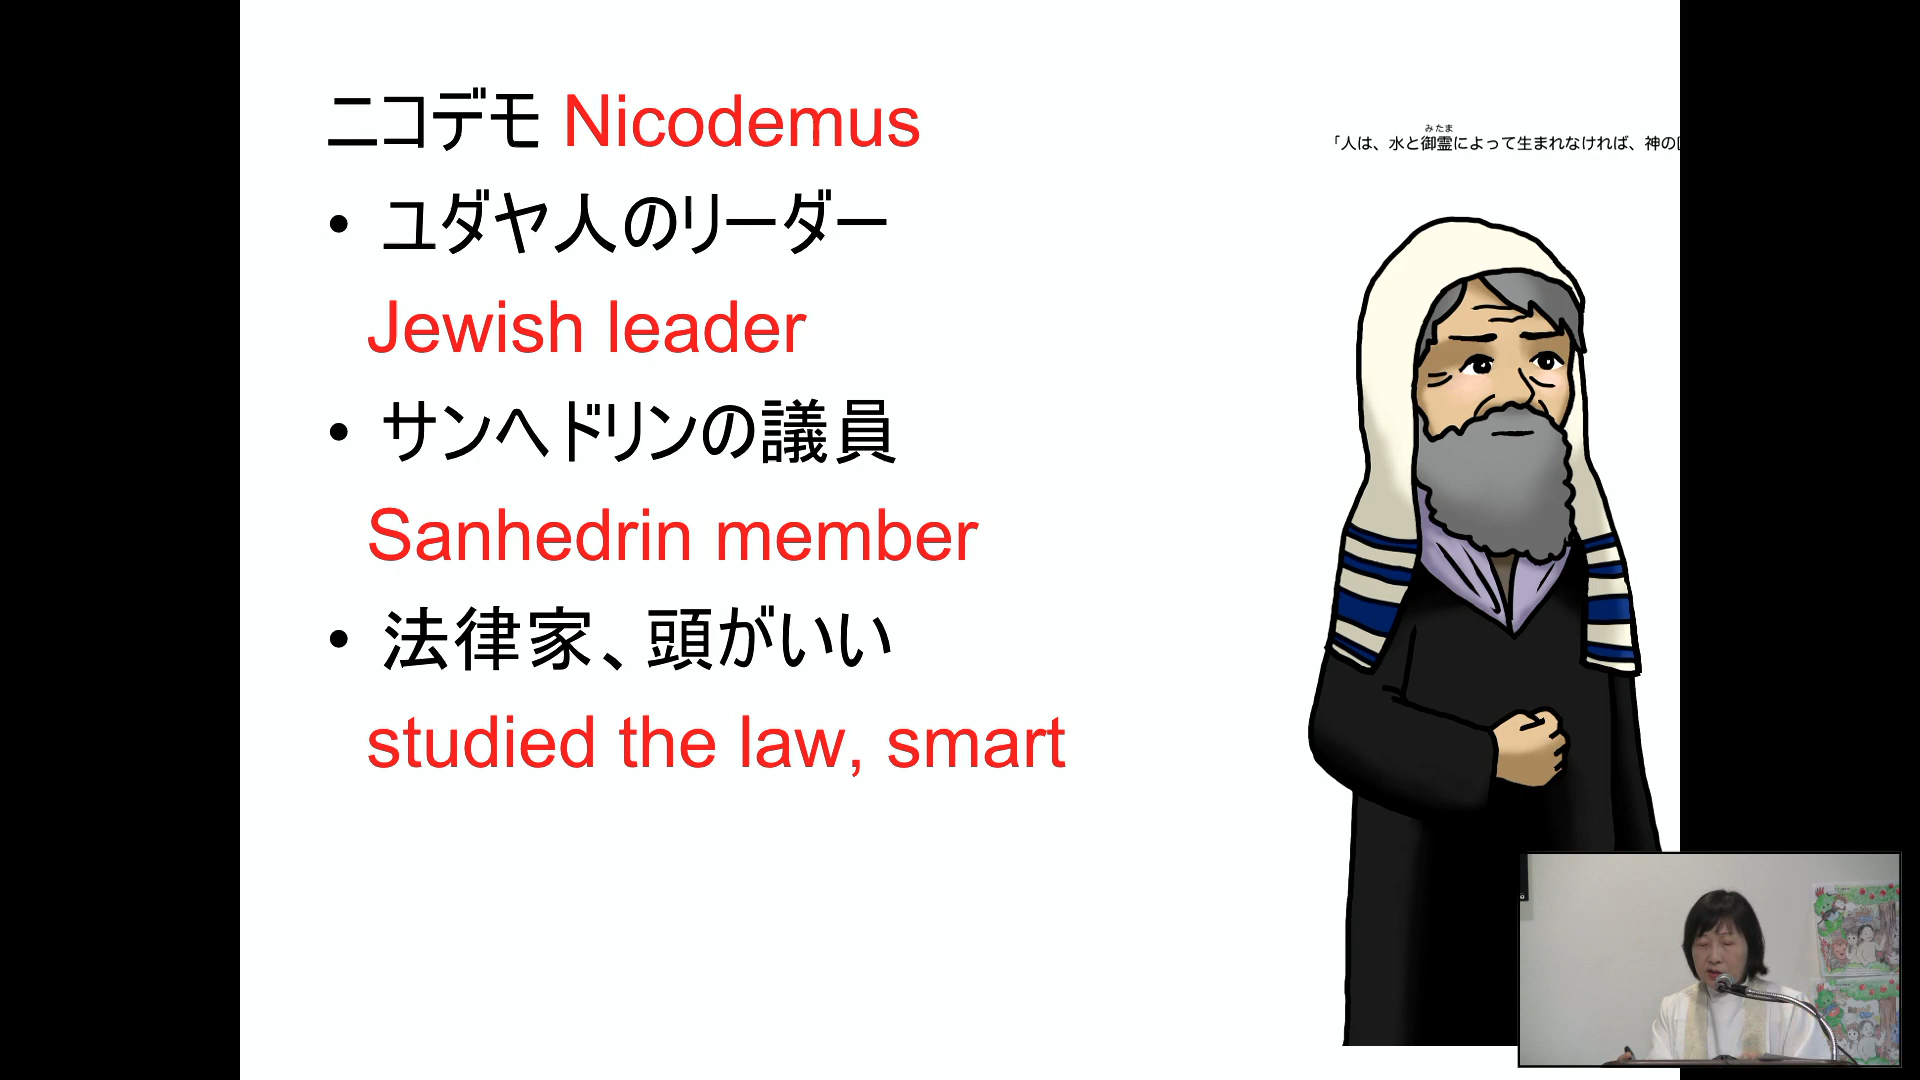 ニコデモ Nicodemus
• ユダヤ人のリーダー
Jewish leader
• サンヘドリンの議員
Sanhedrin member
• 法律家、頭がいい
studied the law, smart
みたま
「人は、水と御霊によって生まれなければ、神の